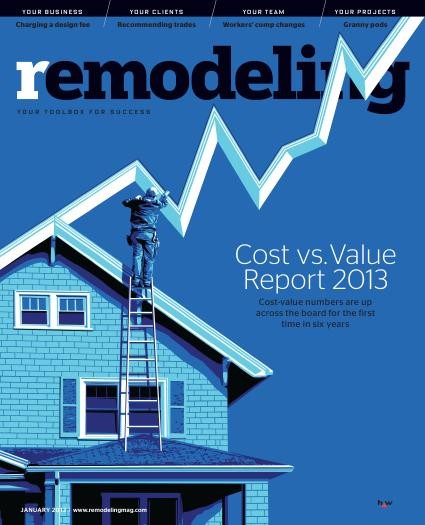 YOUR BUSINESS
Charging a design fee
YOUR CLIENTS
Recommending trades
YOUR TEAM
Workers' comp changes
YOUR PROJECTS
Granny pods
remodeling
YOUR TOOLBOX FOR SUCCESS
Cost vs. Value
Report 2013
Cost-value numbers are up
across the board for the first
time in six years
JANUARY 2013 www.remodelingmag.com